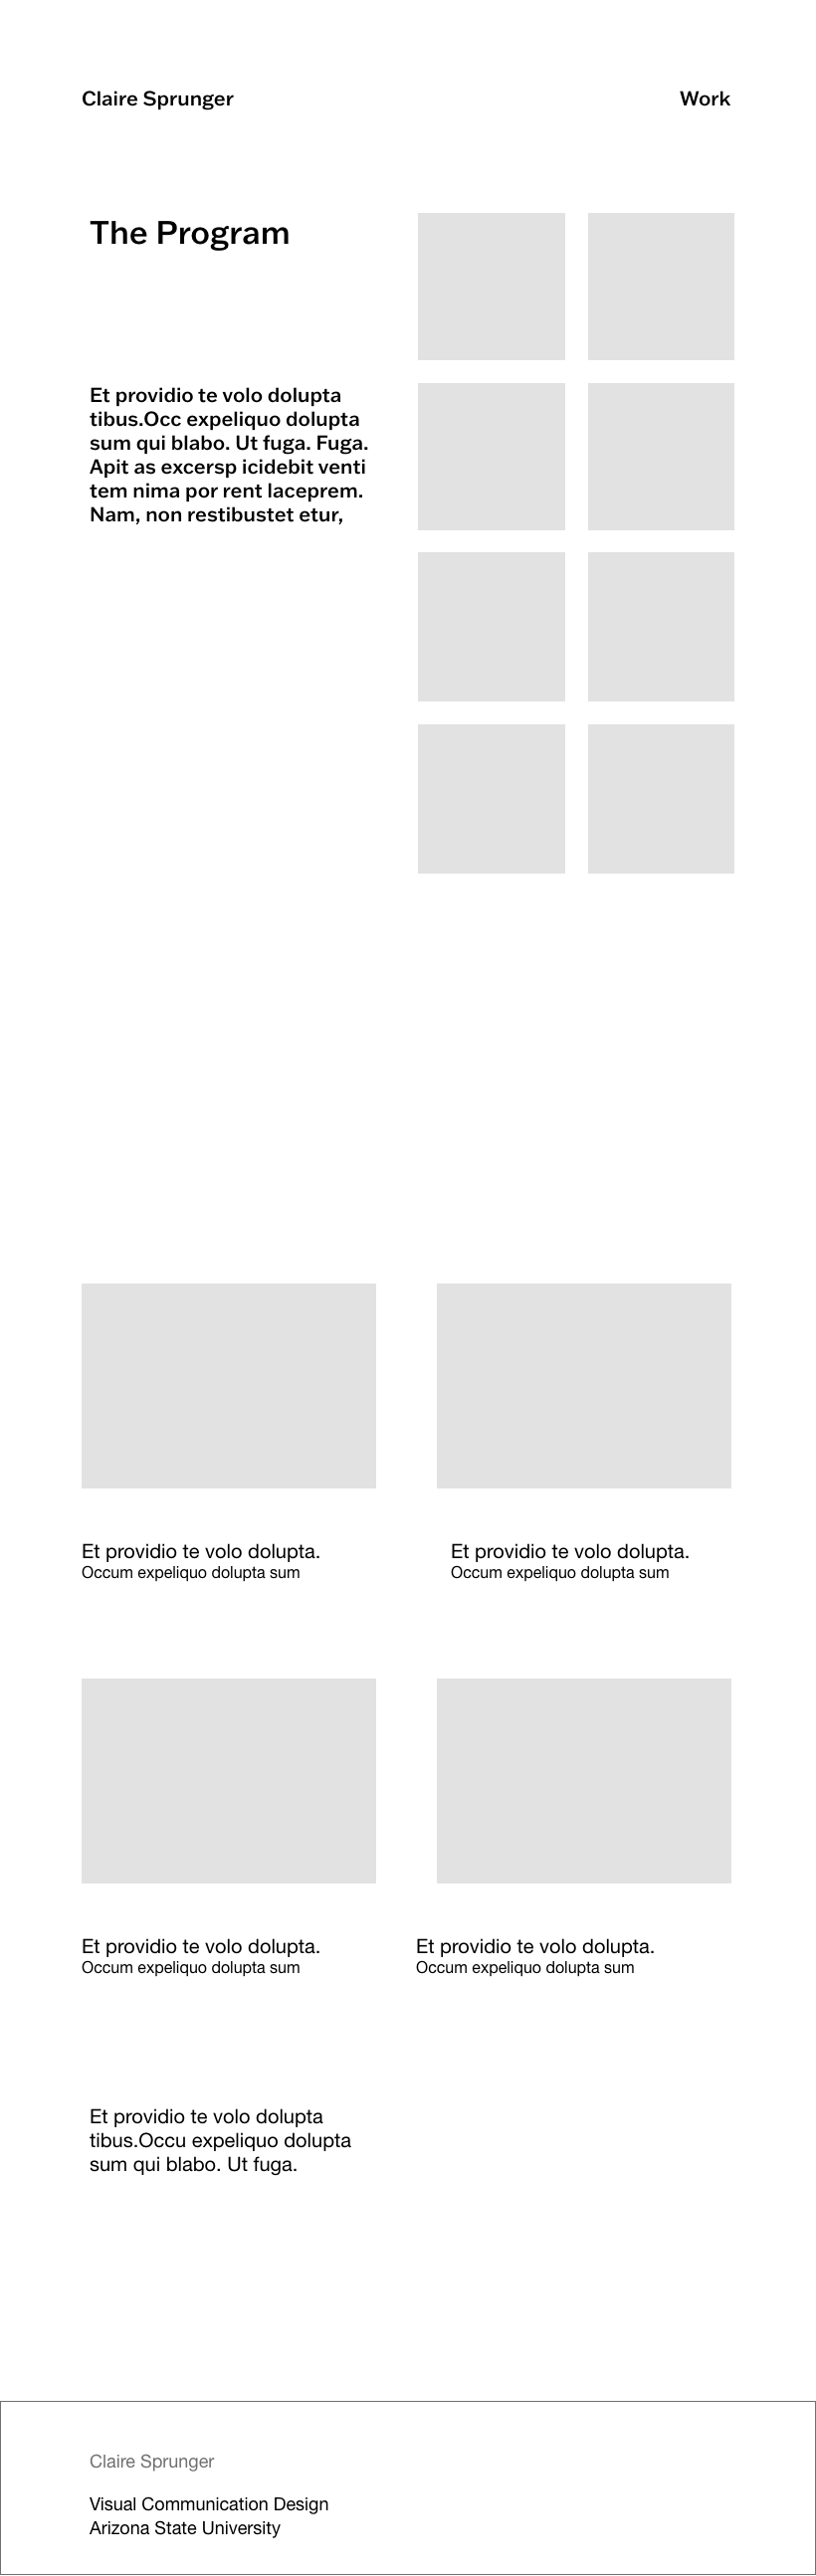 Claire Sprunger
Work
The Program
Et providio te volo dolupta
tibus.Occ expeliquo dolupta
sum qui blabo. Ut fuga. Fuga.
Apit as excersp icidebit venti
tem nima por rent laceprem.
Nam, non restibustet etur,
Et providio te volo dolupta.
Occum expeliquo dolupta sum
Et providio te volo dolupta.
Occum expeliquo dolupta sum
Et providio te volo dolupta.
Occum expeliquo dolupta sum
Et providio te volo dolupta.
Occum expeliquo dolupta sum
Et providio te volo dolupta
tibus.Occu expeliquo dolupta
sum qui blabo. Ut fuga.
Claire Sprunger
Visual Communication Design
Arizona State University